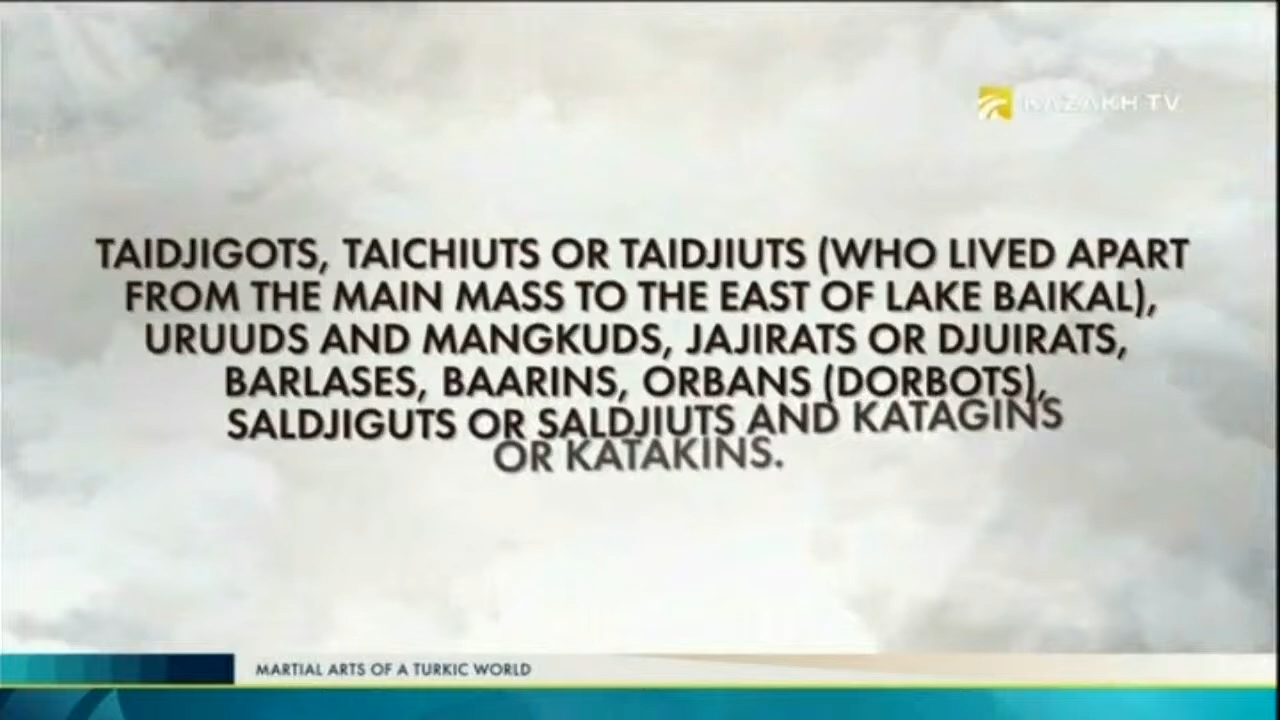 KAZAKH TV
TAIDJIGOTS, TAICHIUTS OR TAIDJIUTS (WHO LIVED APART
FROM THE MAIN MASS TO THE EAST OF LAKE BAIKAL),
URUUDS AND MANGKUDS, JAJIRATS OR DJUIRATS,
BARLASES, BAARINS, ORBANS (DORBOTS),
SALDJIGUTS OR SALDJIUTS AND KATAGINS
OR KATAKINS.
MARTIAL ARTS OF A TURKIC WORLD